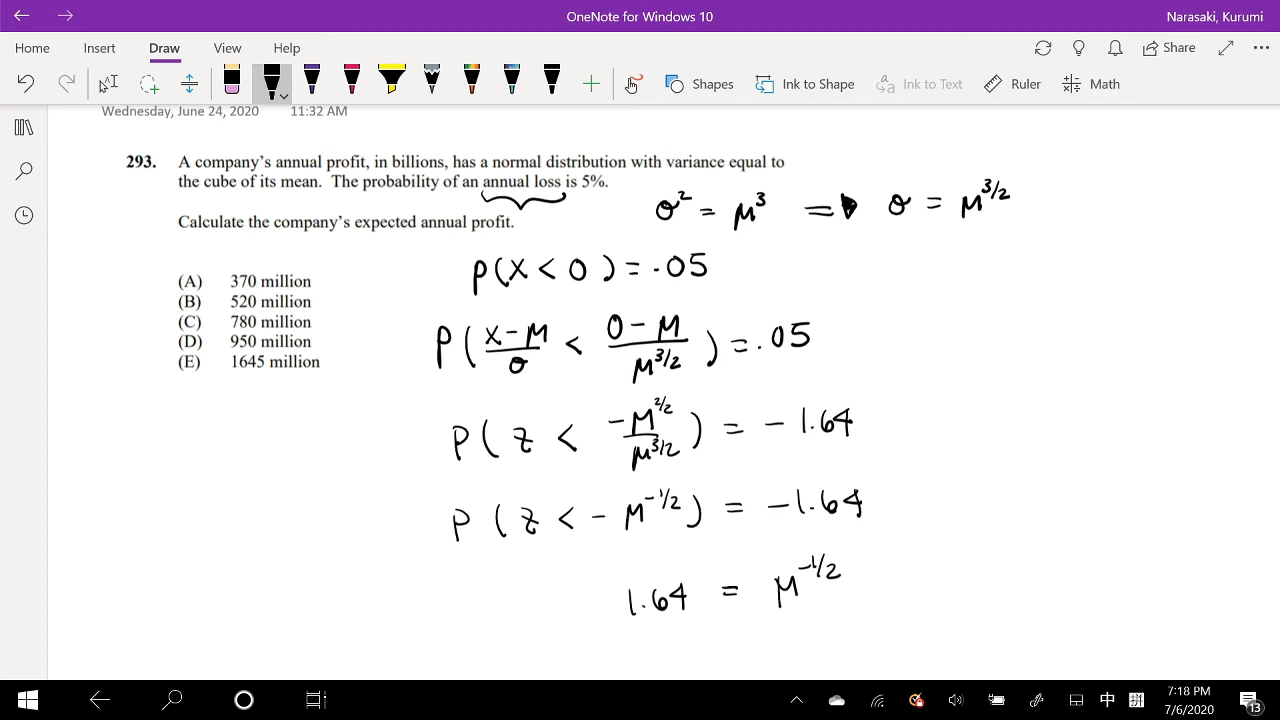 OneNote for Windows 10
Narasaki, Kurumi
Home Insert Draw View Help
Share
Shapes Ink to Shape Ink to Text Ruler Math
Wednesday, June 24, 2020 11:32 AM
293. A company's annual profit, in billions, has a normal distribution with variance equal to
the cube of its mean. The probability of an annual loss is 5%.
σ² = μ³ ⇒ σ = μ^{3/2}
Calculate the company's expected annual profit.
P(X < 0) = .05
(A) 370 million
(B) 520 million
(C) 780 million
(D) 950 million
(E) 1645 million
P( (X-μ)/σ < (0-μ)/μ^{3/2} ) = .05
P( Z < -μ^{2/2}/μ^{3/2} ) = -1.64
P( Z < -μ^{-1/2} ) = -1.64
1.64 = μ^{-1/2}
中
7:18 PM
7/6/2020
13